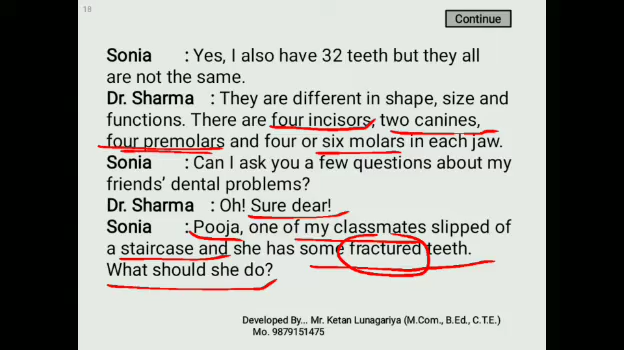 18
Continue
Sonia : Yes, I also have 32 teeth but they all
are not the same.
Dr. Sharma : They are different in shape, size and
functions. There are four incisors, two canines,
four premolars and four or six molars in each jaw.
Sonia : Can I ask you a few questions about my
friends’ dental problems?
Dr. Sharma : Oh! Sure dear!
Sonia : Pooja, one of my classmates slipped of
a staircase and she has some fractured teeth.
What should she do?
Developed By... Mr. Ketan Lunagariya (M.Com., B.Ed., C.T.E.)
Mo. 9879151475